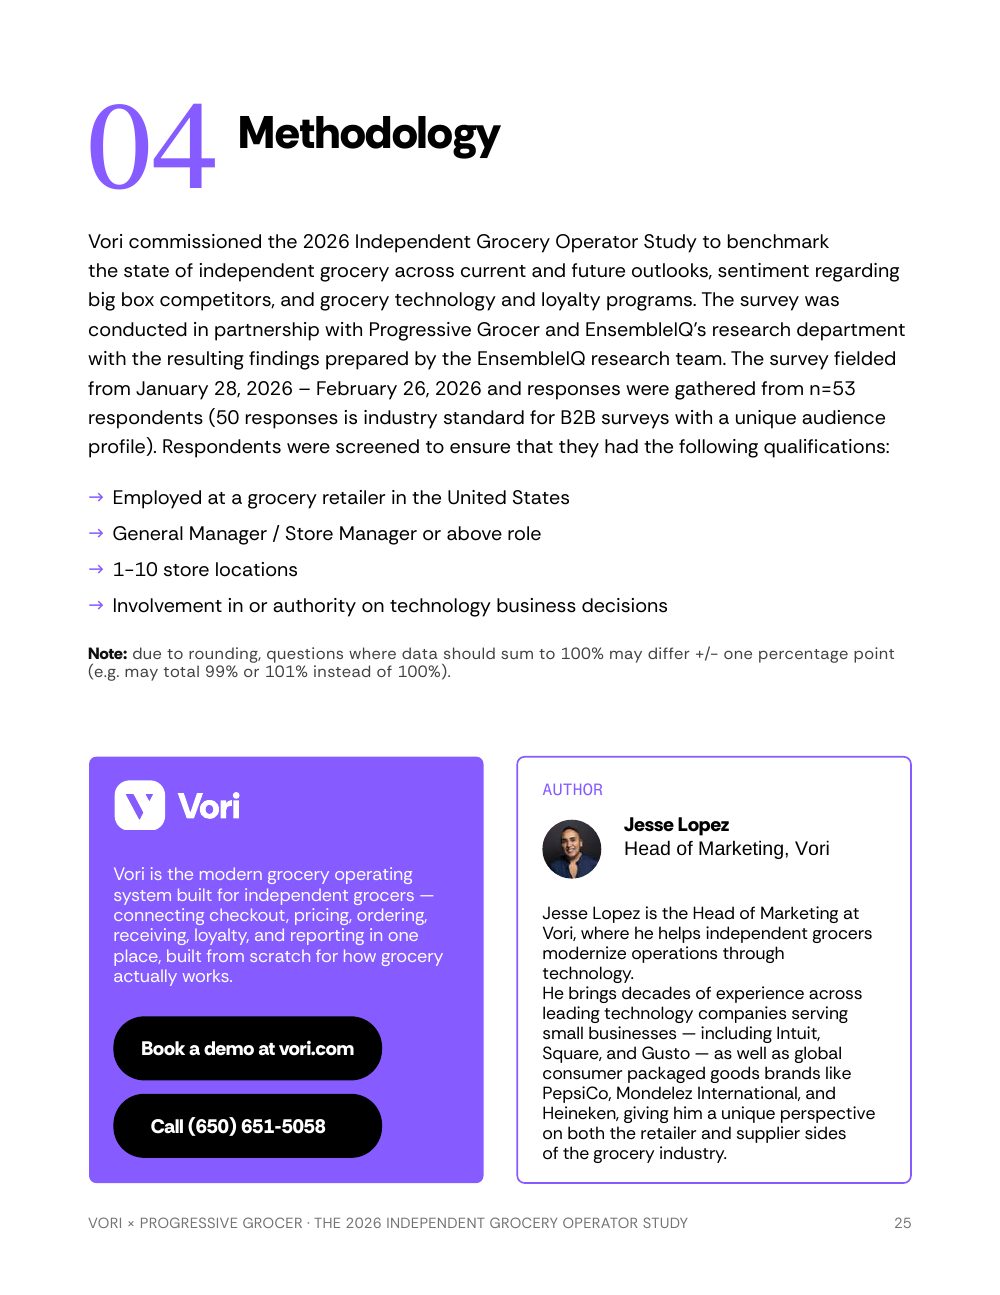 04 Methodology
Vori commissioned the 2026 Independent Grocery Operator Study to benchmark
the state of independent grocery across current and future outlooks, sentiment regarding
big box competitors, and grocery technology and loyalty programs. The survey was
conducted in partnership with Progressive Grocer and EnsembleIQ’s research department
with the resulting findings prepared by the EnsembleIQ research team. The survey fielded
from January 28, 2026 – February 26, 2026 and responses were gathered from n=53
respondents (50 responses is industry standard for B2B surveys with a unique audience
profile). Respondents were screened to ensure that they had the following qualifications:
→ Employed at a grocery retailer in the United States
→ General Manager / Store Manager or above role
→ 1–10 store locations
→ Involvement in or authority on technology business decisions
Note: due to rounding, questions where data should sum to 100% may differ +/- one percentage point
(e.g. may total 99% or 101% instead of 100%).
Vori
Vori is the modern grocery operating
system built for independent grocers —
connecting checkout, pricing, ordering,
receiving, loyalty, and reporting in one
place, built from scratch for how grocery
actually works.
Book a demo at vori.com
Call (650) 651-5058
AUTHOR
Jesse Lopez
Head of Marketing, Vori
Jesse Lopez is the Head of Marketing at
Vori, where he helps independent grocers
modernize operations through
technology.
He brings decades of experience across
leading technology companies serving
small businesses — including Intuit,
Square, and Gusto — as well as global
consumer packaged goods brands like
PepsiCo, Mondelez International, and
Heineken, giving him a unique perspective
on both the retailer and supplier sides
of the grocery industry.
VORI × PROGRESSIVE GROCER · THE 2026 INDEPENDENT GROCERY OPERATOR STUDY
25